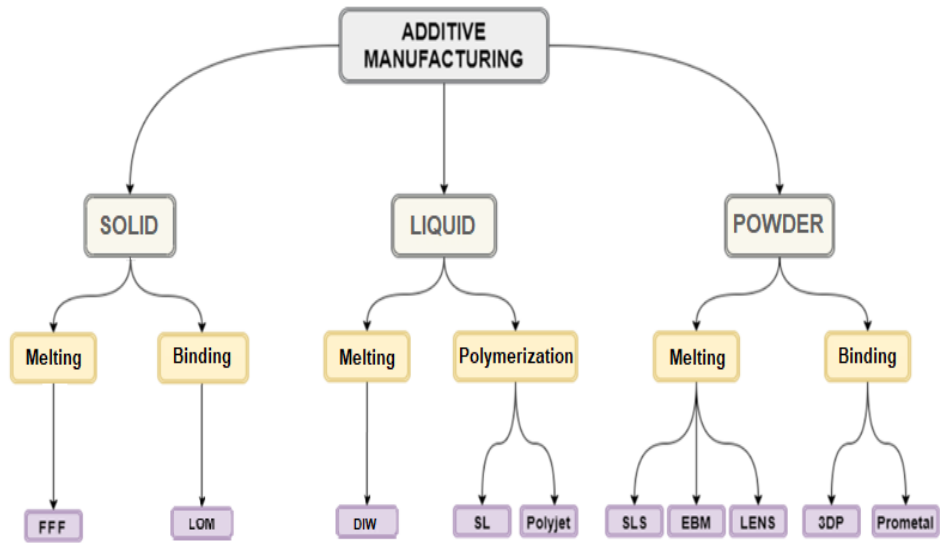 ADDITIVE
MANUFACTURING
SOLID
LIQUID
POWDER
Melting
Binding
Melting
Polymerization
Melting
Binding
FFF
LOM
DIW
SL
Polyjet
SLS
EBM
LENS
3DP
Prometal